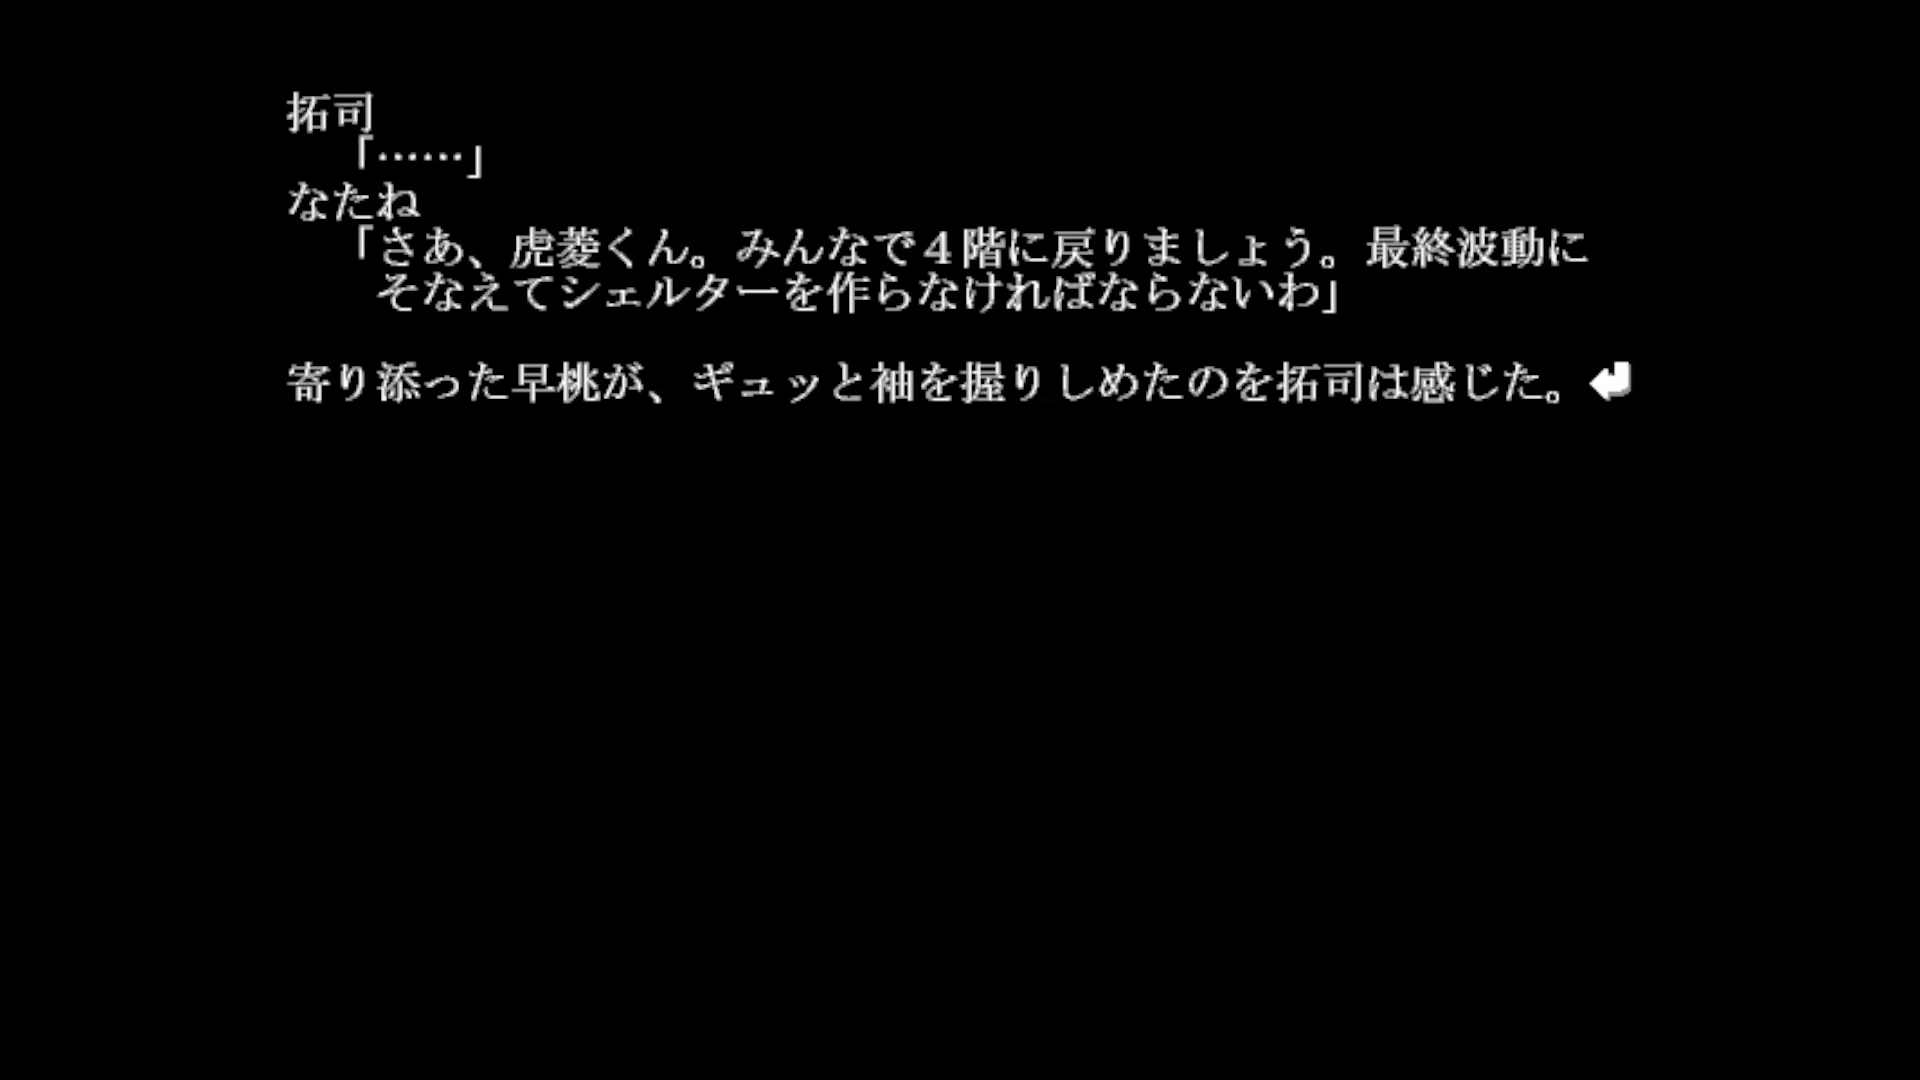 拓司
「……」
なたね
「さあ、虎菱くん。みんなで４階に戻りましょう。最終波動に
そなえてシェルターを作らなければならないわ」
寄り添った早桃が、ギュッと袖を握りしめたのを拓司は感じた。